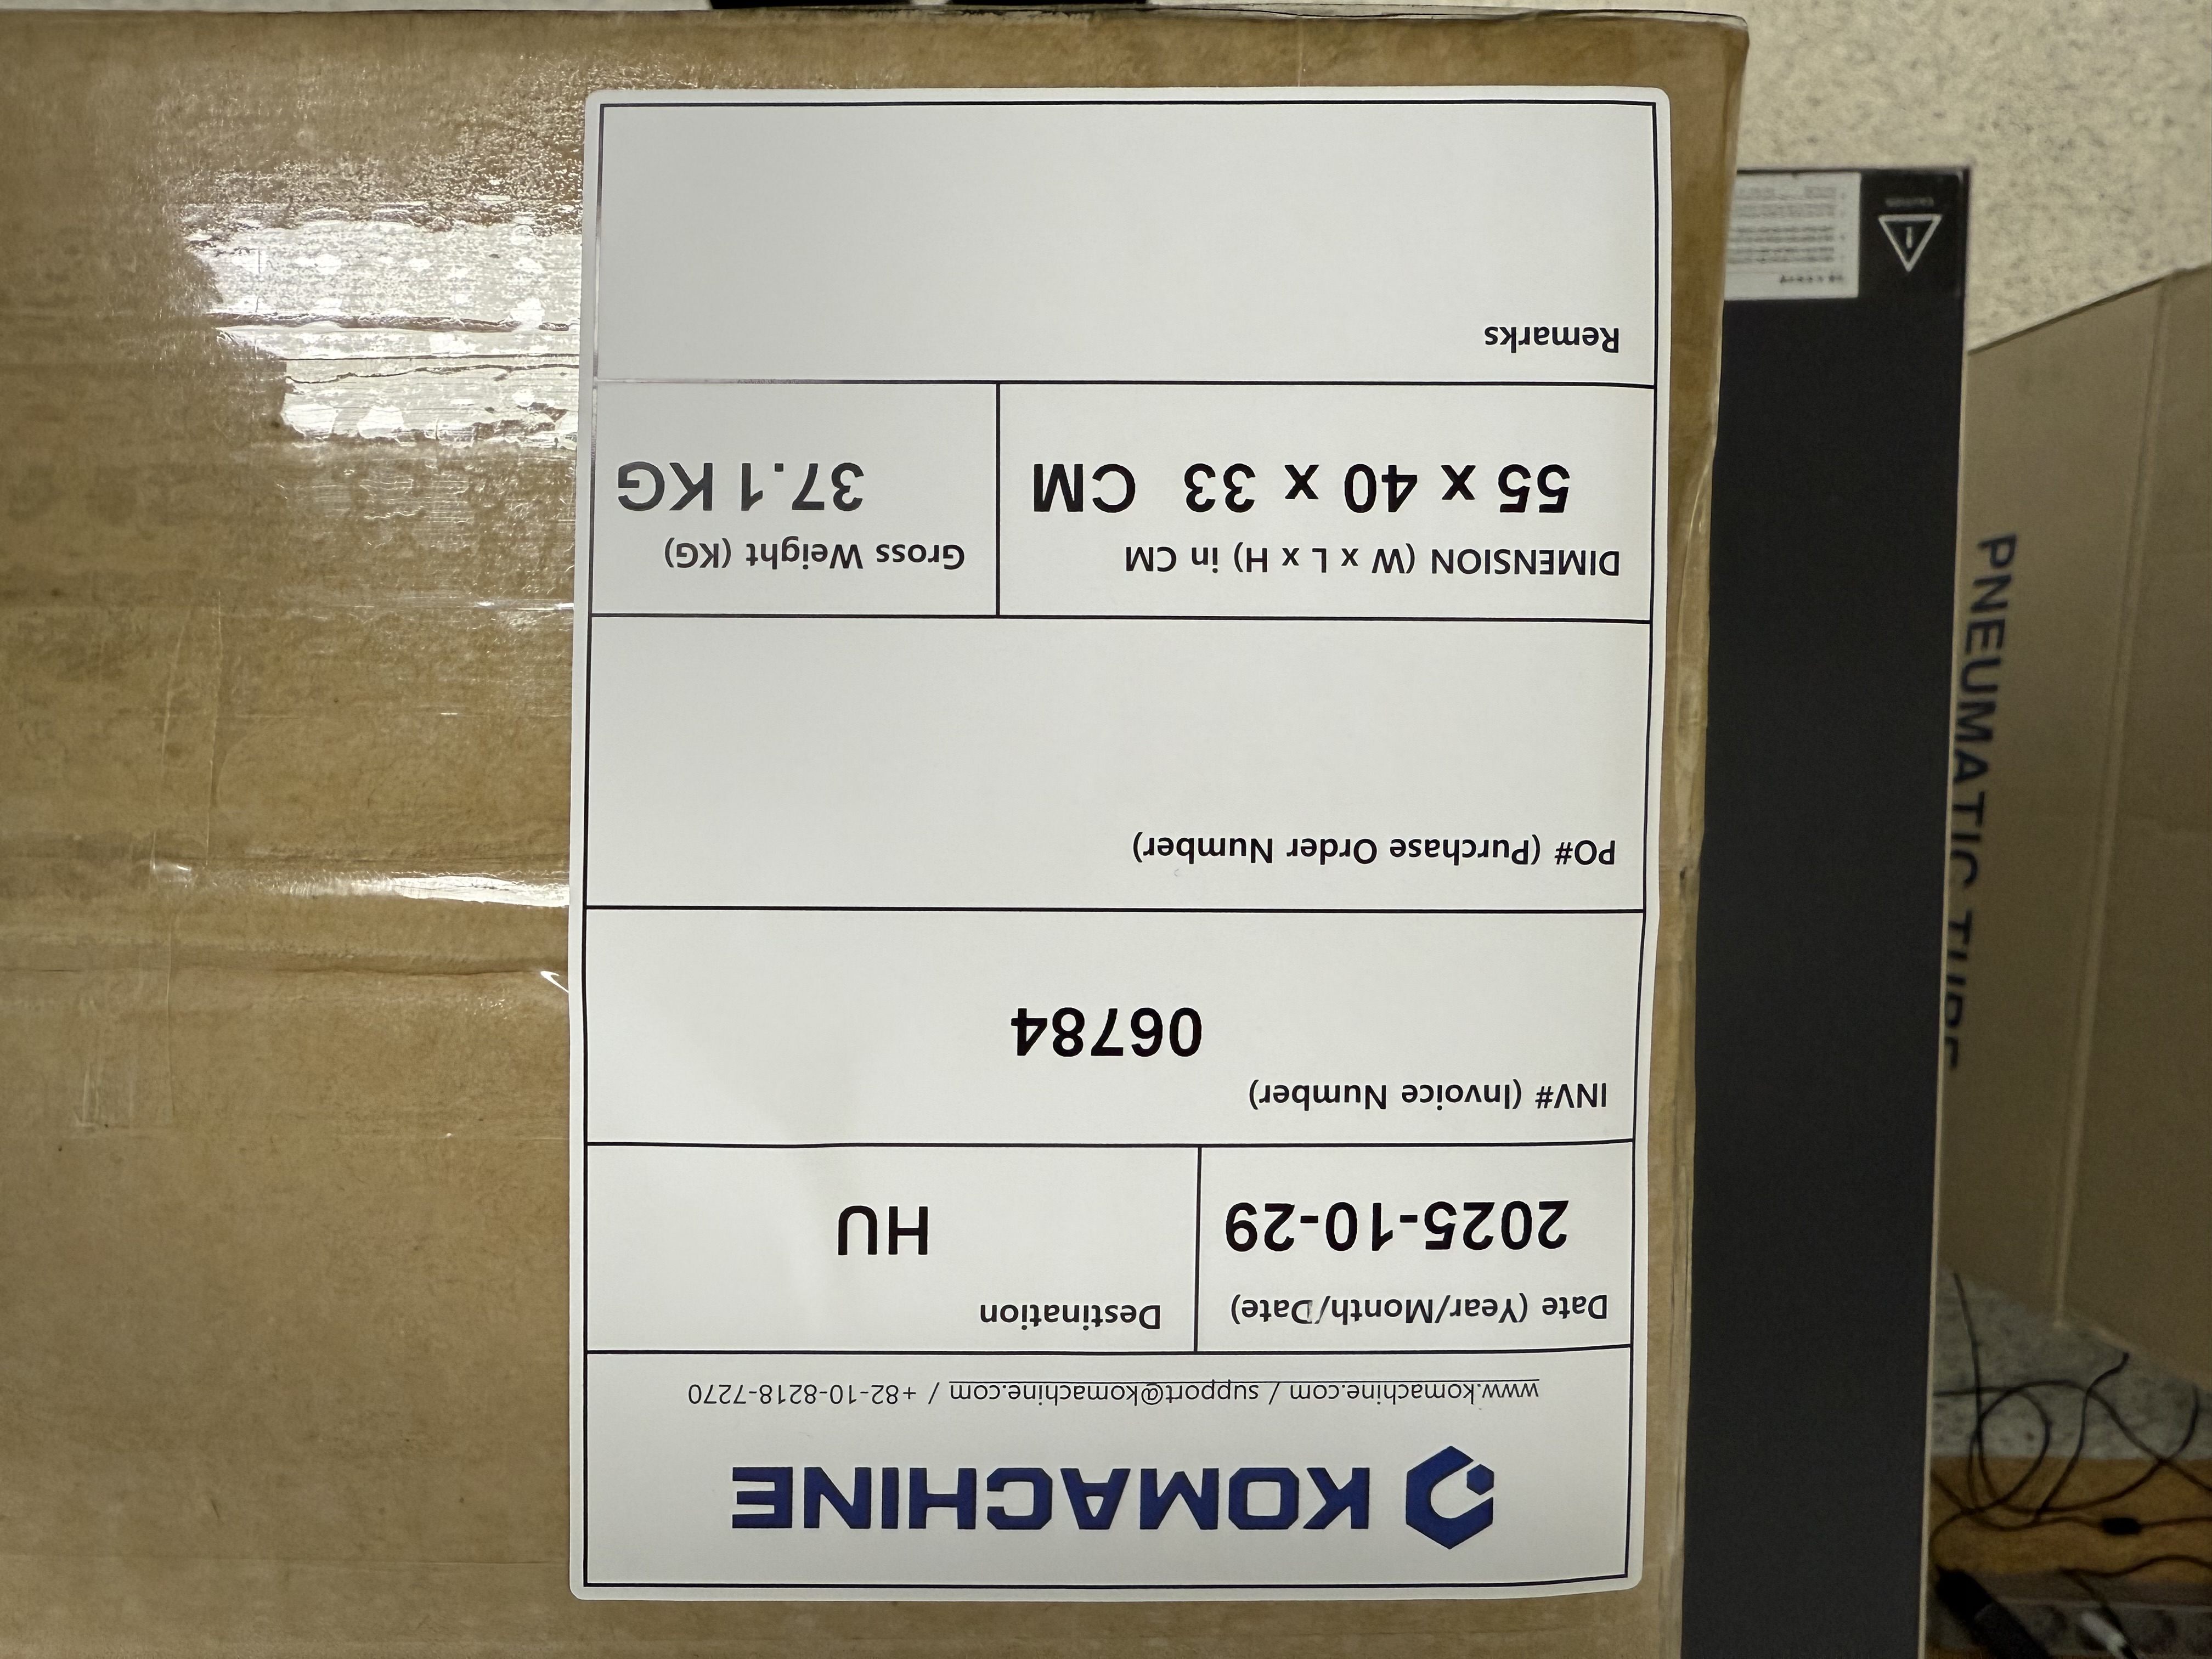 KOMACHINE
www.komachine.com / support@komachine.com / +82-10-8218-7270
Date (Year/Month/Date)
2025-10-29
Destination
HU
INV# (Invoice Number)
06784
PO# (Purchase Order Number)
DIMENSION (W x L x H) in CM
55 x 40 x 33 CM
Gross Weight (KG)
37.1 KG
Remarks
PNEUMATIC